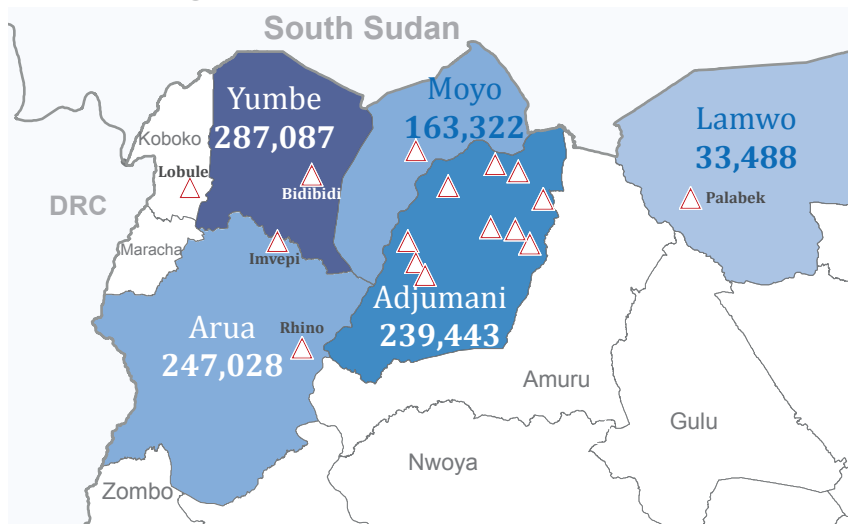 South Sudan
Yumbe
287,087
Moyo
163,322
Lamwo
33,488
Koboko
Lobule
Bidibidi
Palabek
DRC
Maracha
Imvepi
Adjumani
239,443
Arua
247,028
Rhino
Amuru
Gulu
Nwoya
Zombo